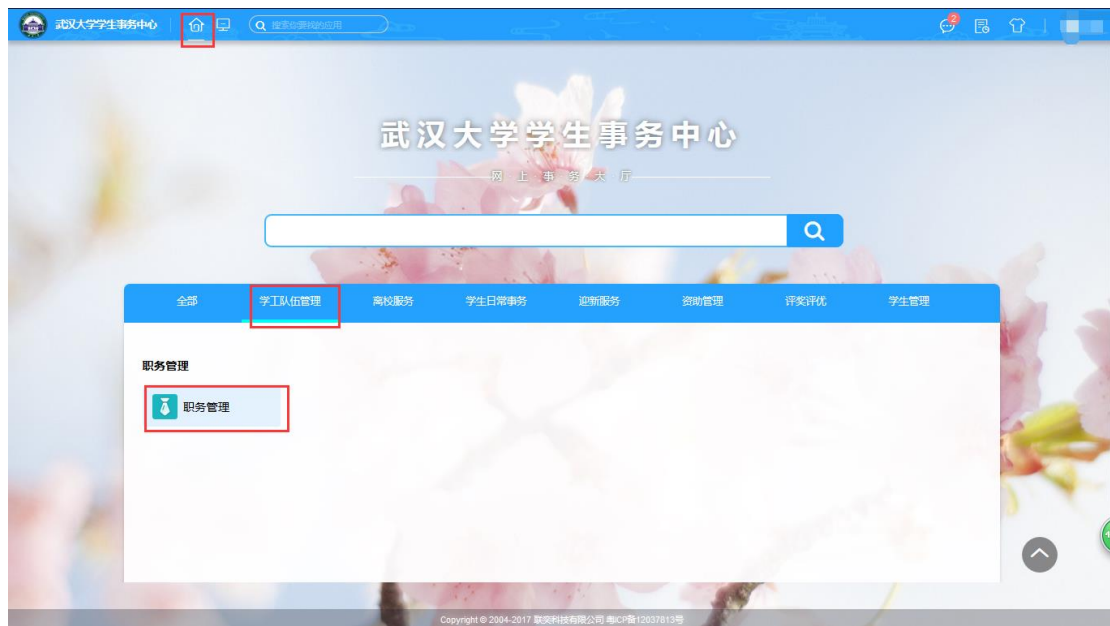 武汉大学学生事务中心
搜索你要找的应用
2
武汉大学学生事务中心
网上事务大厅
全部 学工队伍管理 离校服务 学生日常事务 迎新服务 资助管理 评奖评优 学生管理
职务管理
职务管理
Copyright © 2004-2017 联奕科技有限公司 粤ICP备12037813号